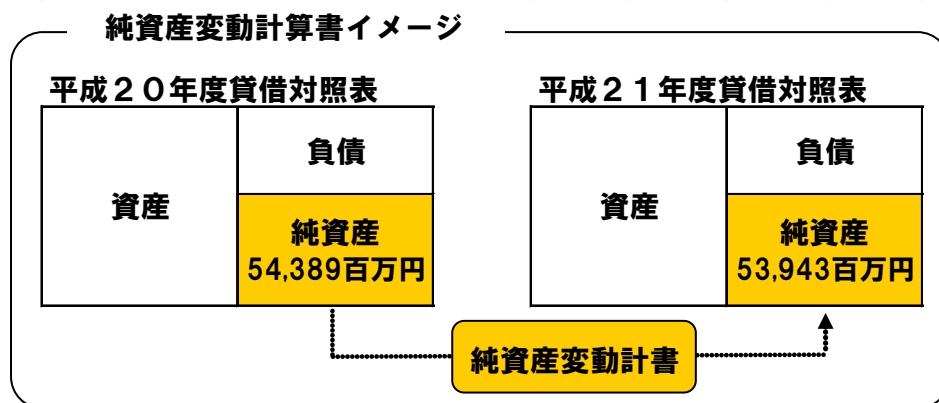 純資産変動計算書イメージ
平成２０年度貸借対照表
資産
負債
純資産
54,389百万円
平成２１年度貸借対照表
資産
負債
純資産
53,943百万円
純資産変動計書